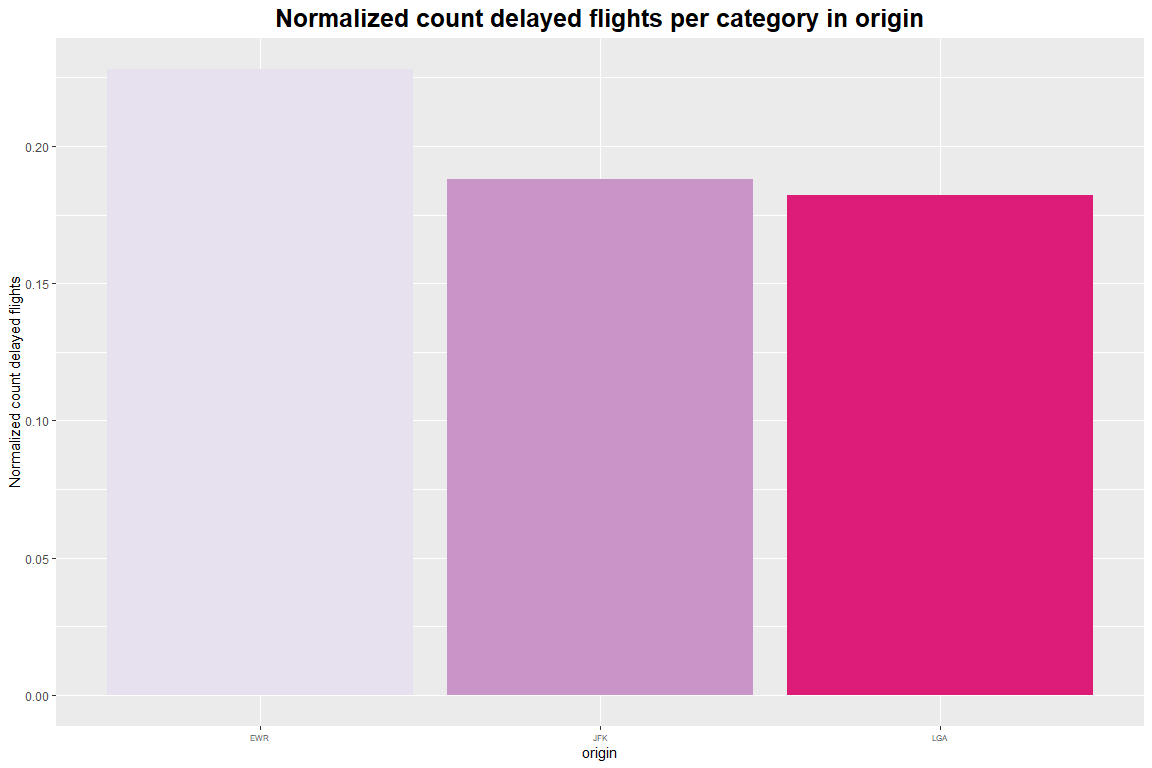 Normalized count delayed flights per category in origin
Normalized count delayed flights
0.20
0.15
0.10
0.05
0.00
EWR
JFK
LGA
origin